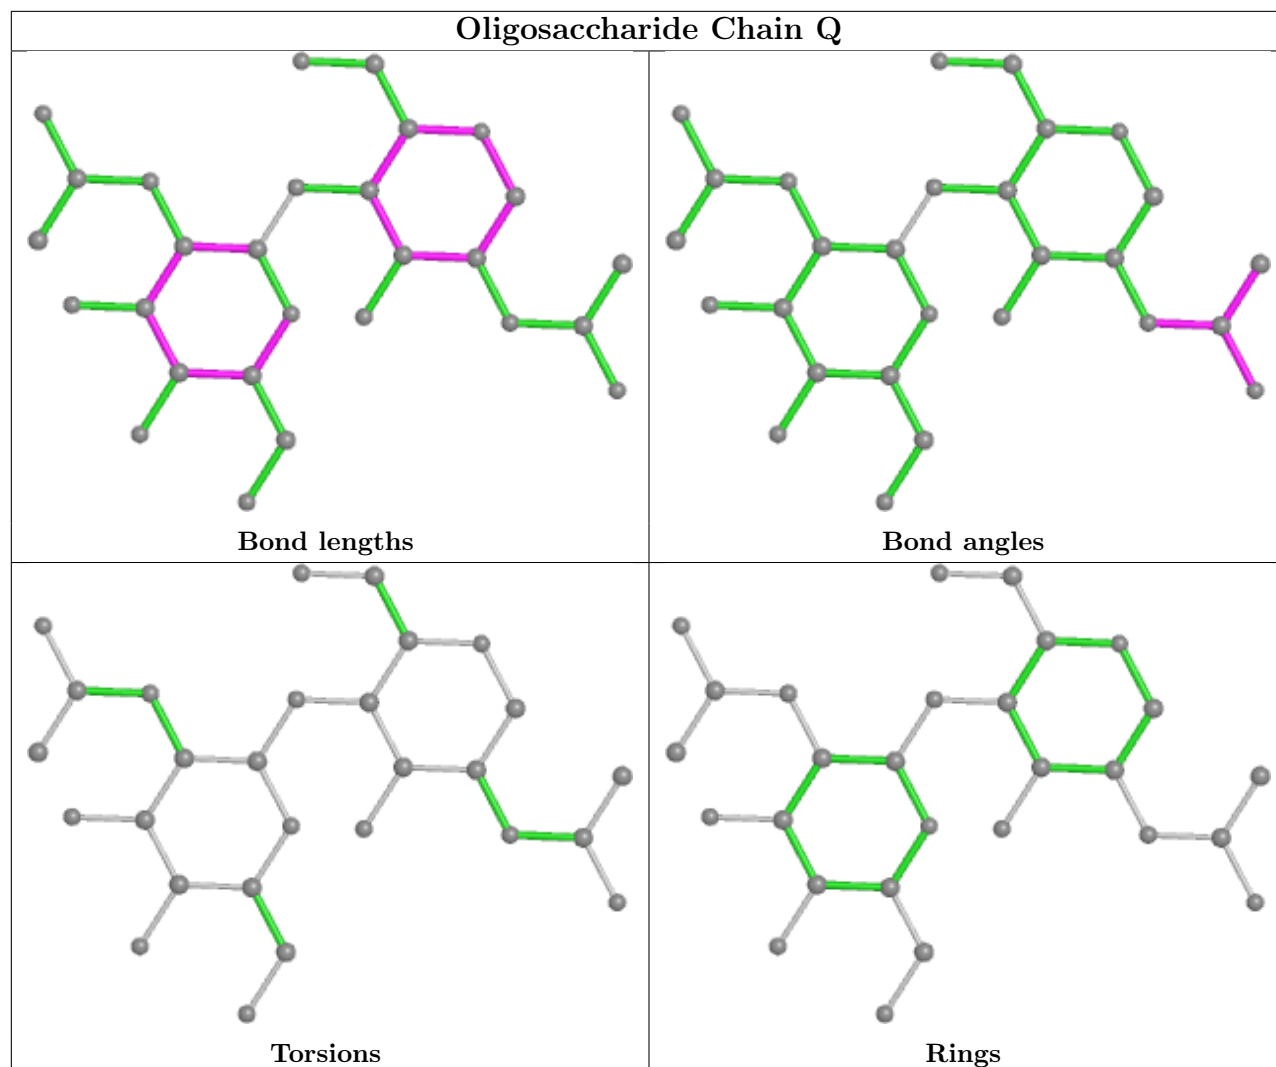 Oligosaccharide Chain Q
Bond lengths
Bond angles
Torsions
Rings